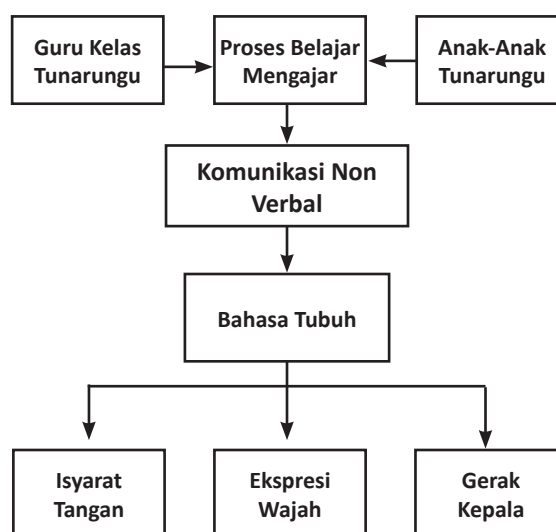 Guru Kelas
Tunarungu
Proses Belajar
Mengajar
Anak-Anak
Tunarungu
Komunikasi Non
Verbal
Bahasa Tubuh
Isyarat
Tangan
Ekspresi
Wajah
Gerak
Kepala